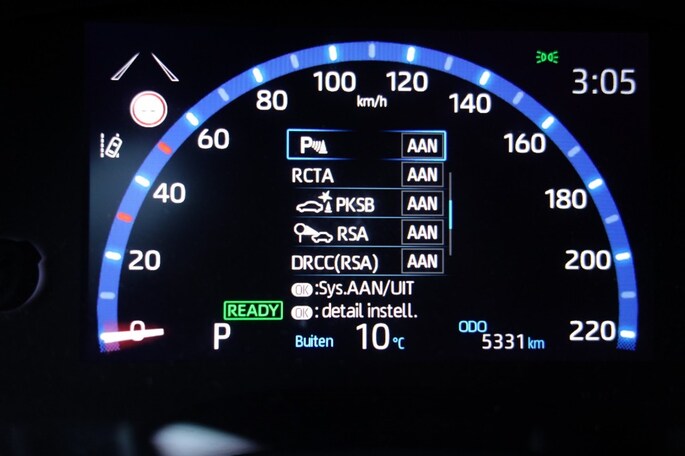 3:05
100 120
km/h
80 140
60 160
40 180
20 200
0 220
P AAN
RCTA AAN
PKSB AAN
RSA AAN
DRCC(RSA) AAN
OK :Sys.AAN/UIT
OK : detail instell.
READY
P
Buiten 10°C
ODO
5331 km